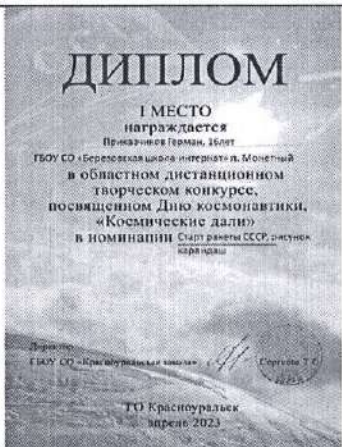 ДИПЛОМ
I МЕСТО
награждается
Приказчиков Герман, 16лет
ГБОУ СО «Березовская школа-интернат» п. Монетный
в областном дистанционном
творческом конкурсе,
посвященном Дню космонавтики,
«Космические дали»
в номинации Старт ракеты СССР, рисунок
карандаш
Директор
ГБОУ СО «Красноуральская школа» Сергеева Т.С
ГО Красноуральск
апрель 2023